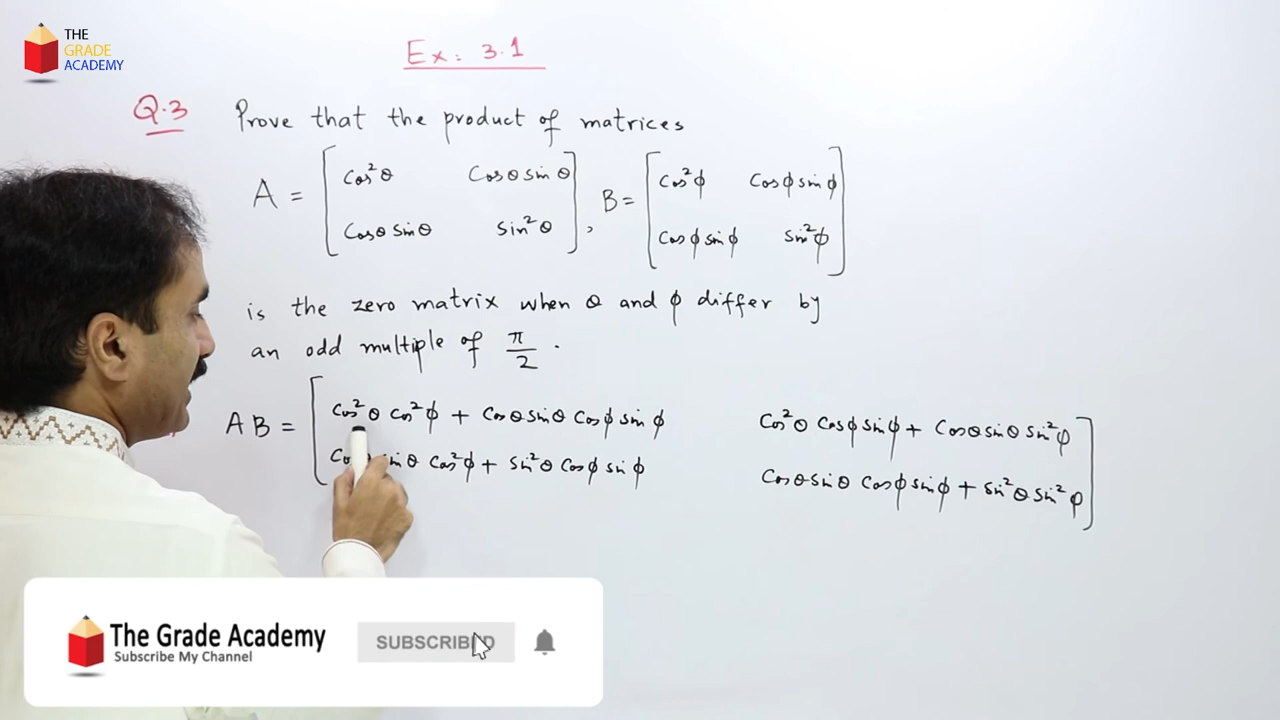 THE
GRADE
ACADEMY
Ex: 3.1
Q.3 Prove that the product of matrices
A = [ cos²θ cosθ sinθ ; cosθ sinθ sin²θ ] , B = [ cos²φ cosφ sinφ ; cosφ sinφ sin²φ ]
is the zero matrix when θ and φ differ by
an odd multiple of π/2 .
AB = [ cos²θ cos²φ + cosθ sinθ cosφ sinφ cos²θ cosφ sinφ + cosθ sinθ sin²φ
sinθ cos²φ + sin²θ cosφ sinφ cosθ sinθ cosφ sinφ + sin²θ sin²φ ]
The Grade Academy
Subscribe My Channel